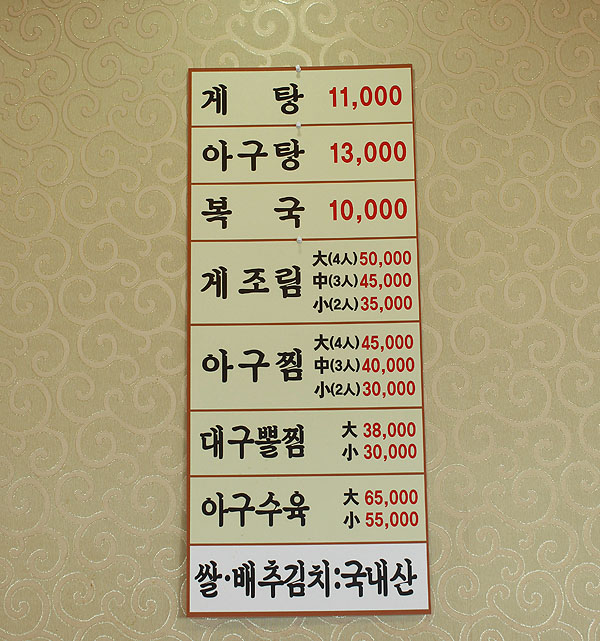 게 탕 11,000
아구탕 13,000
복 국 10,000
게조림 大(4人) 50,000
中(3人) 45,000
小(2人) 35,000
아구찜 大(4人) 45,000
中(3人) 40,000
小(2人) 30,000
대구뽈찜 大 38,000
小 30,000
아구수육 大 65,000
小 55,000
쌀·배추김치:국내산